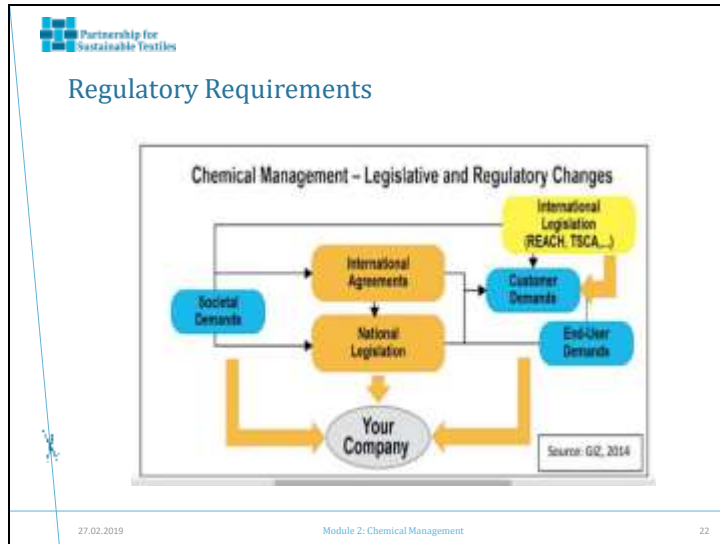 Partnership for
Sustainable Textiles
Regulatory Requirements
Chemical Management – Legislative and Regulatory Changes
International
Legislation
(REACH, TSCA,...)
International
Agreements
Customer
Demands
Societal
Demands
National
Legislation
End-User
Demands
Your
Company
Source: GIZ, 2014
27.02.2019
Module 2: Chemical Management
22